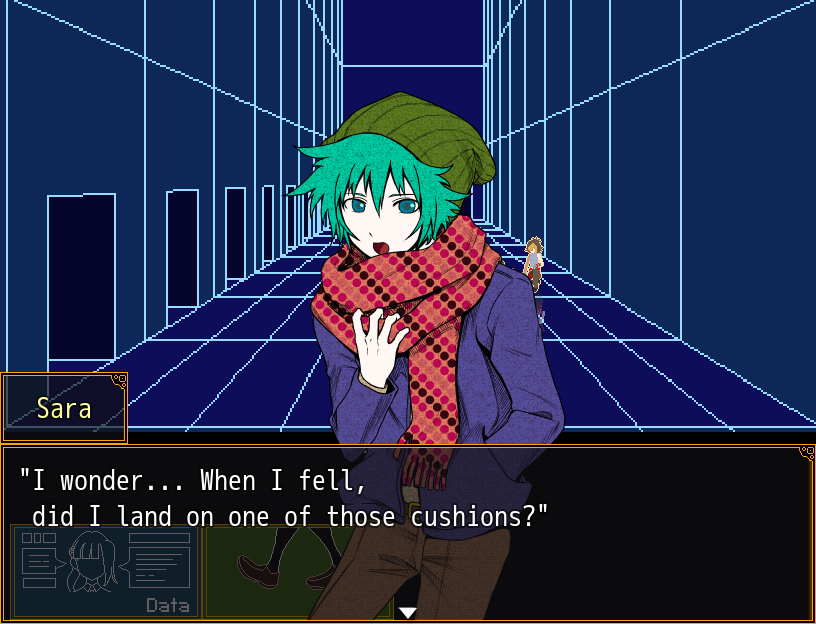 Sara
"I wonder... When I fell,
did I land on one of those cushions?"
Data